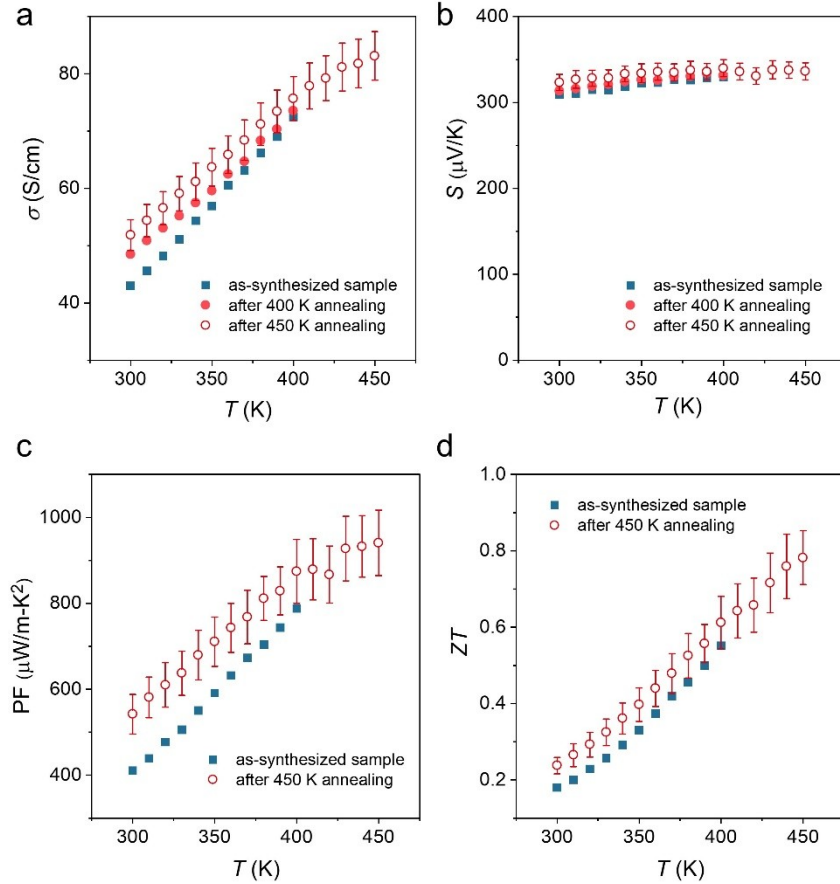 a
80
60
40
σ (S/cm)
as-synthesized sample
after 400 K annealing
after 450 K annealing
300 350 400 450
T (K)
b
400
300
200
100
0
S (μV/K)
as-synthesized sample
after 400 K annealing
after 450 K annealing
300 350 400 450
T (K)
c
1000
800
600
400
PF (μW/m-K²)
as-synthesized sample
after 450 K annealing
300 350 400 450
T (K)
d
1.0
0.8
0.6
0.4
0.2
ZT
as-synthesized sample
after 450 K annealing
300 350 400 450
T (K)